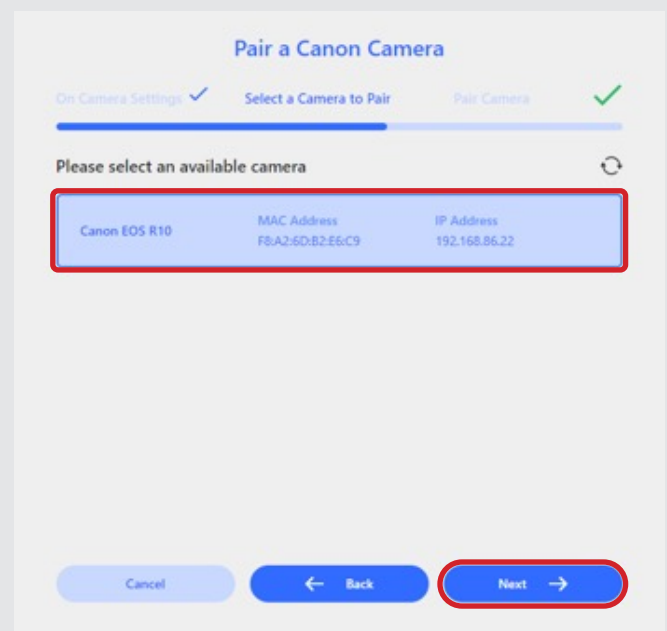 Pair a Canon Camera
On Camera Settings Select a Camera to Pair Pair Camera
Please select an available camera
Canon EOS R10
MAC Address
F8:A2:6D:B2:E6:C9
IP Address
192.168.86.22
Cancel Back Next